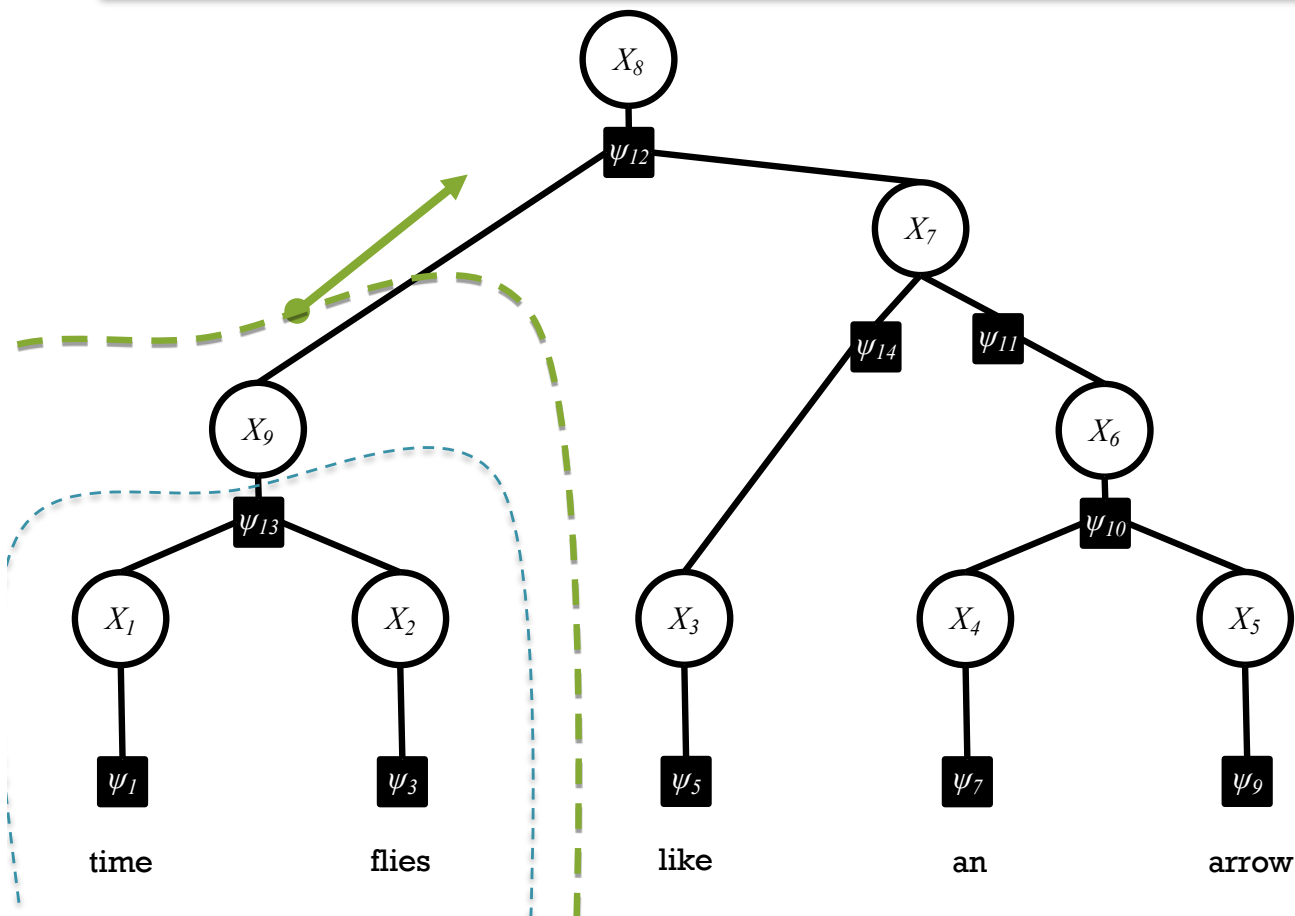 X₈
ψ₁₂
X₇
ψ₁₄ ψ₁₁
X₉ X₆
ψ₁₃ ψ₁₀
X₁ X₂ X₃ X₄ X₅
ψ₁ ψ₃ ψ₅ ψ₇ ψ₉
time flies like an arrow